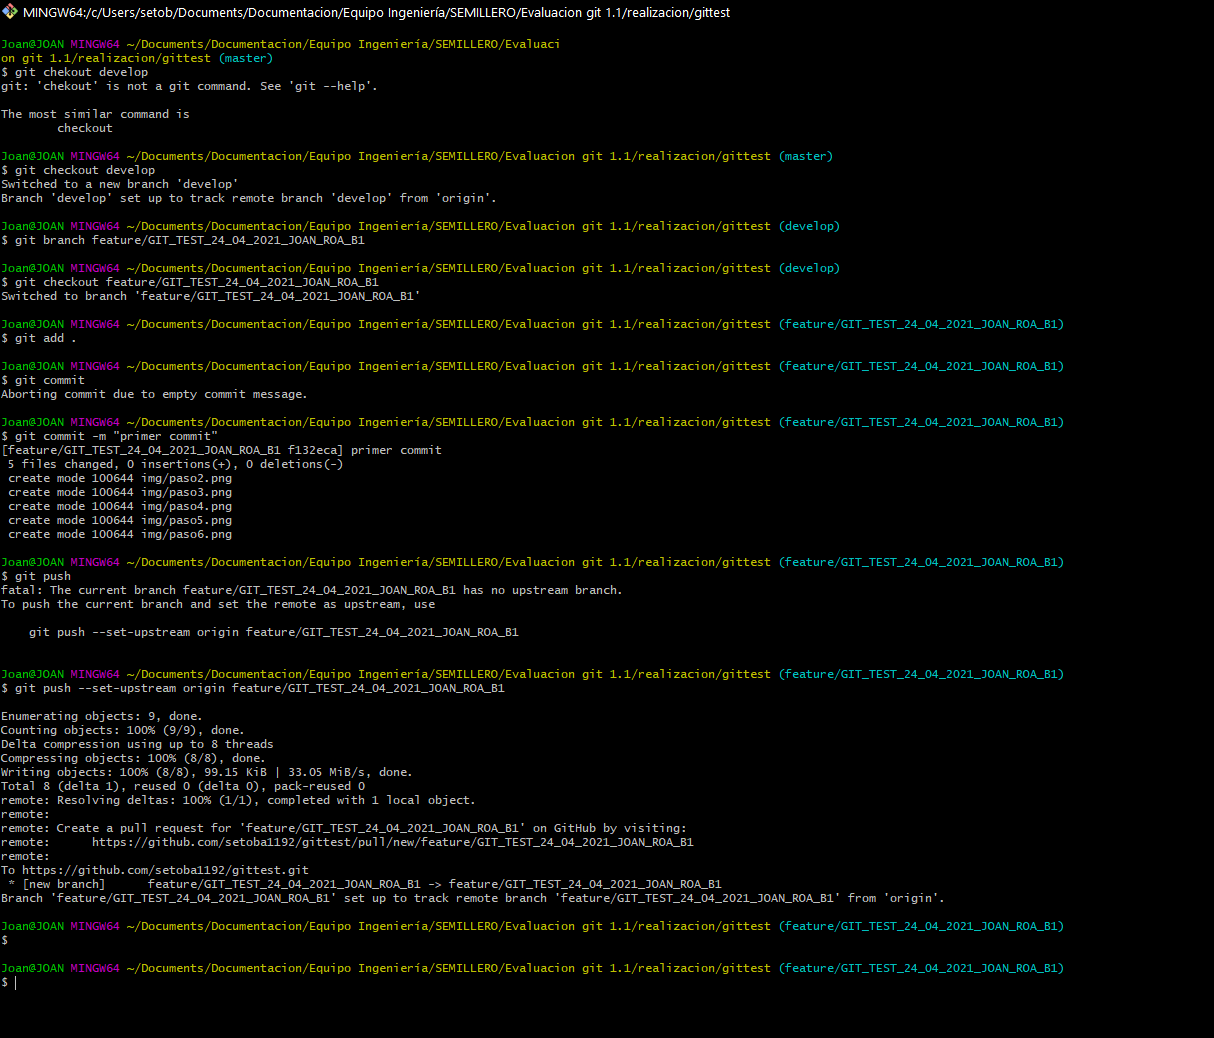 MINGW64:/c/Users/setob/Documents/Documentacion/Equipo Ingeniería/SEMILLERO/Evaluacion git 1.1/realizacion/gittest
Joan@JOAN MINGW64 ~/Documents/Documentacion/Equipo Ingeniería/SEMILLERO/Evaluaci
on git 1.1/realizacion/gittest (master)
$ git chekout develop
git: 'chekout' is not a git command. See 'git --help'.
The most similar command is
checkout
Joan@JOAN MINGW64 ~/Documents/Documentacion/Equipo Ingeniería/SEMILLERO/Evaluacion git 1.1/realizacion/gittest (master)
$ git checkout develop
Switched to a new branch 'develop'
Branch 'develop' set up to track remote branch 'develop' from 'origin'.
Joan@JOAN MINGW64 ~/Documents/Documentacion/Equipo Ingeniería/SEMILLERO/Evaluacion git 1.1/realizacion/gittest (develop)
$ git branch feature/GIT_TEST_24_04_2021_JOAN_ROA_B1
Joan@JOAN MINGW64 ~/Documents/Documentacion/Equipo Ingeniería/SEMILLERO/Evaluacion git 1.1/realizacion/gittest (develop)
$ git checkout feature/GIT_TEST_24_04_2021_JOAN_ROA_B1
Switched to branch 'feature/GIT_TEST_24_04_2021_JOAN_ROA_B1'
Joan@JOAN MINGW64 ~/Documents/Documentacion/Equipo Ingeniería/SEMILLERO/Evaluacion git 1.1/realizacion/gittest (feature/GIT_TEST_24_04_2021_JOAN_ROA_B1)
$ git add .
Joan@JOAN MINGW64 ~/Documents/Documentacion/Equipo Ingeniería/SEMILLERO/Evaluacion git 1.1/realizacion/gittest (feature/GIT_TEST_24_04_2021_JOAN_ROA_B1)
$ git commit
Aborting commit due to empty commit message.
Joan@JOAN MINGW64 ~/Documents/Documentacion/Equipo Ingeniería/SEMILLERO/Evaluacion git 1.1/realizacion/gittest (feature/GIT_TEST_24_04_2021_JOAN_ROA_B1)
$ git commit -m "primer commit"
[feature/GIT_TEST_24_04_2021_JOAN_ROA_B1 f132eca] primer commit
5 files changed, 0 insertions(+), 0 deletions(-)
create mode 100644 img/paso2.png
create mode 100644 img/paso3.png
create mode 100644 img/paso4.png
create mode 100644 img/paso5.png
create mode 100644 img/paso6.png
Joan@JOAN MINGW64 ~/Documents/Documentacion/Equipo Ingeniería/SEMILLERO/Evaluacion git 1.1/realizacion/gittest (feature/GIT_TEST_24_04_2021_JOAN_ROA_B1)
$ git push
fatal: The current branch feature/GIT_TEST_24_04_2021_JOAN_ROA_B1 has no upstream branch.
To push the current branch and set the remote as upstream, use
git push --set-upstream origin feature/GIT_TEST_24_04_2021_JOAN_ROA_B1
Joan@JOAN MINGW64 ~/Documents/Documentacion/Equipo Ingeniería/SEMILLERO/Evaluacion git 1.1/realizacion/gittest (feature/GIT_TEST_24_04_2021_JOAN_ROA_B1)
$ git push --set-upstream origin feature/GIT_TEST_24_04_2021_JOAN_ROA_B1
Enumerating objects: 9, done.
Counting objects: 100% (9/9), done.
Delta compression using up to 8 threads
Compressing objects: 100% (8/8), done.
Writing objects: 100% (8/8), 99.15 KiB | 33.05 MiB/s, done.
Total 8 (delta 1), reused 0 (delta 0), pack-reused 0
remote: Resolving deltas: 100% (1/1), completed with 1 local object.
remote:
remote: Create a pull request for 'feature/GIT_TEST_24_04_2021_JOAN_ROA_B1' on GitHub by visiting:
remote: https://github.com/setoba1192/gittest/pull/new/feature/GIT_TEST_24_04_2021_JOAN_ROA_B1
remote:
To https://github.com/setoba1192/gittest.git
* [new branch] feature/GIT_TEST_24_04_2021_JOAN_ROA_B1 -> feature/GIT_TEST_24_04_2021_JOAN_ROA_B1
Branch 'feature/GIT_TEST_24_04_2021_JOAN_ROA_B1' set up to track remote branch 'feature/GIT_TEST_24_04_2021_JOAN_ROA_B1' from 'origin'.
Joan@JOAN MINGW64 ~/Documents/Documentacion/Equipo Ingeniería/SEMILLERO/Evaluacion git 1.1/realizacion/gittest (feature/GIT_TEST_24_04_2021_JOAN_ROA_B1)
$
Joan@JOAN MINGW64 ~/Documents/Documentacion/Equipo Ingeniería/SEMILLERO/Evaluacion git 1.1/realizacion/gittest (feature/GIT_TEST_24_04_2021_JOAN_ROA_B1)
$